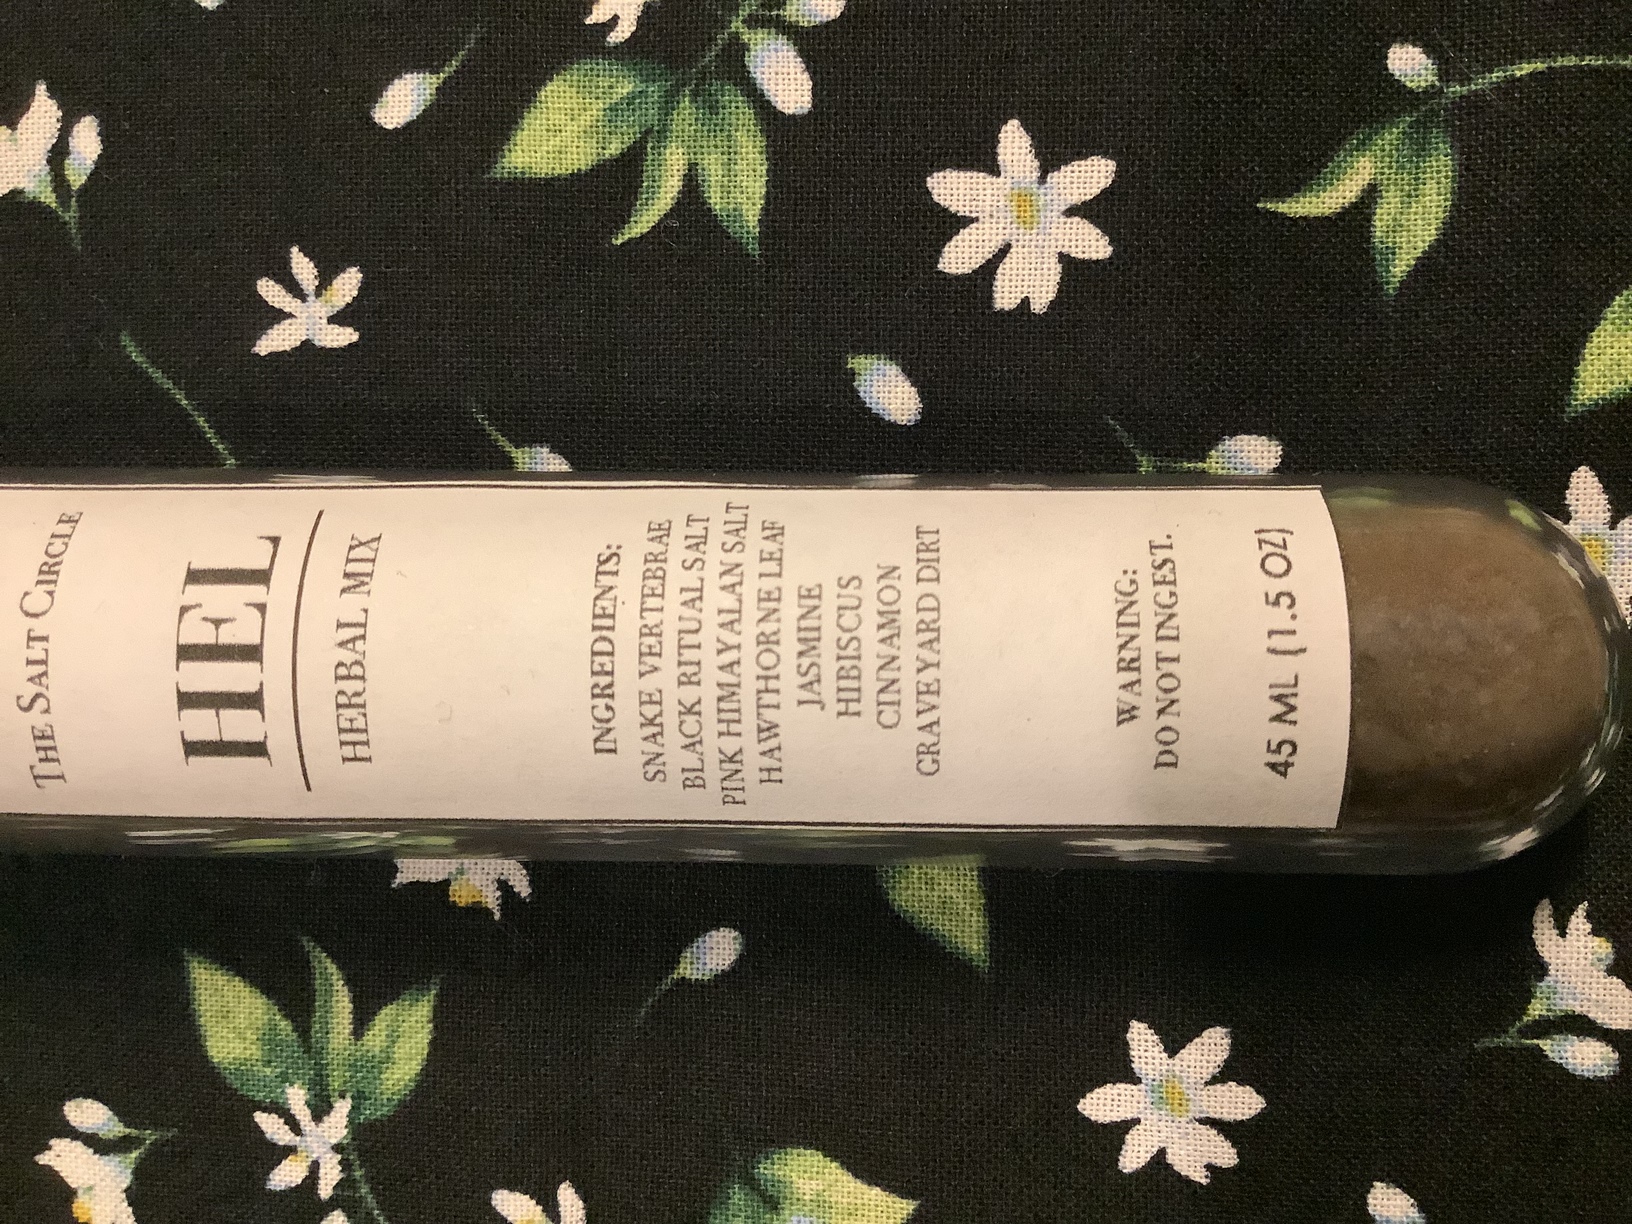 THE SALT CIRCLE
HEL
HERBAL MIX
INGREDIENTS:
SNAKE VERTEBRAE
BLACK RITUAL SALT
PINK HIMAYALAN SALT
HAWTHORNE LEAF
JASMINE
HIBISCUS
CINNAMON
GRAVEYARD DIRT
WARNING:
DO NOT INGEST.
45 ML (1.5 OZ)